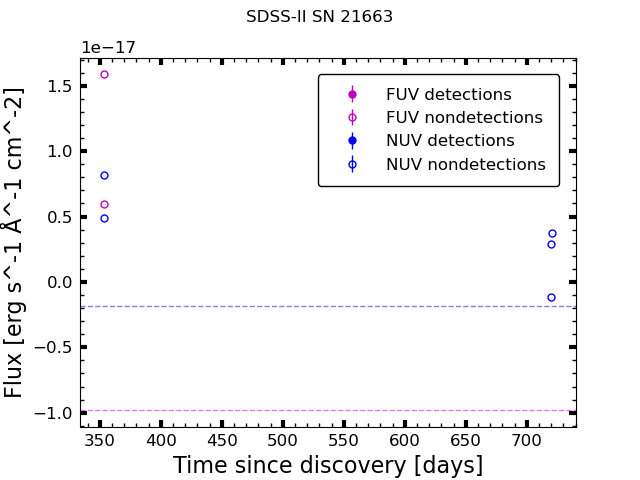 SDSS-II SN 21663
1e−17
FUV detections
FUV nondetections
NUV detections
NUV nondetections
1.5
1.0
0.5
0.0
−0.5
−1.0
Flux [erg s^-1 Å^-1 cm^-2]
350 400 450 500 550 600 650 700
Time since discovery [days]